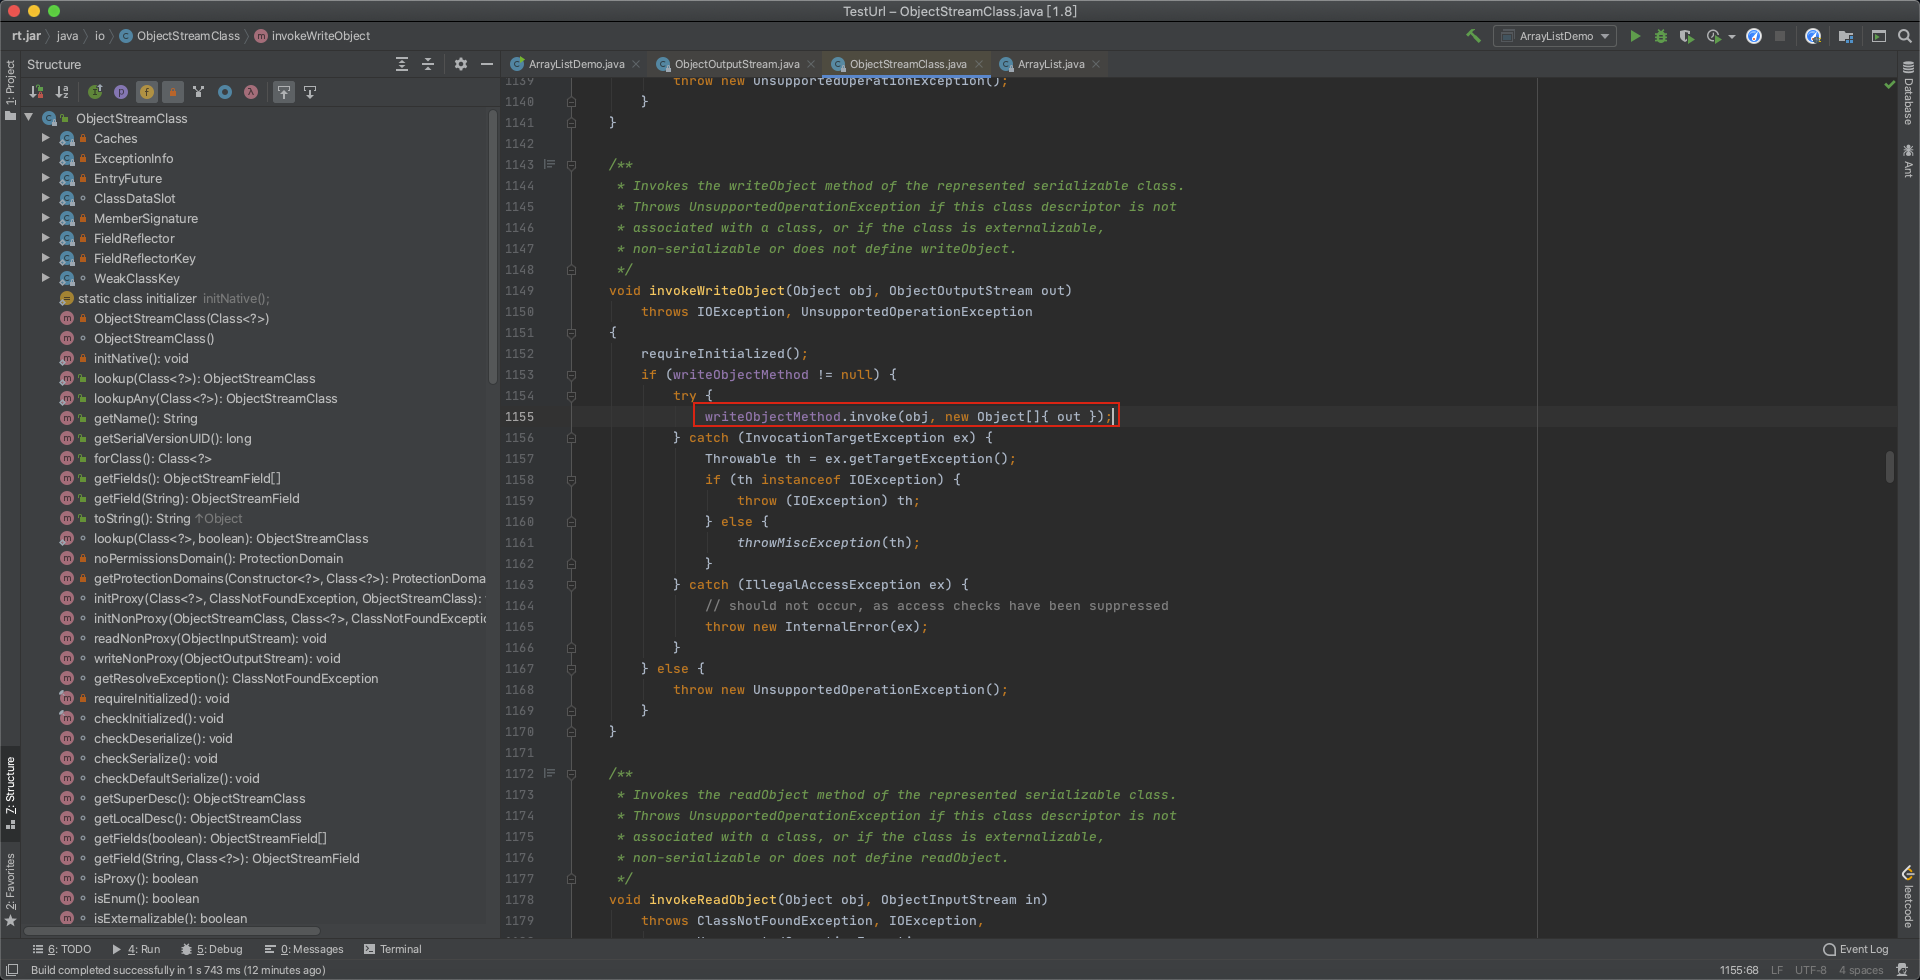 TestUrl – ObjectStreamClass.java [1.8]
rt.jar java io ObjectStreamClass invokeWriteObject
ArrayListDemo
1: Project
Structure
ArrayListDemo.java ObjectOutputStream.java ObjectStreamClass.java ArrayList.java
ObjectStreamClass
Caches
ExceptionInfo
EntryFuture
ClassDataSlot
MemberSignature
FieldReflector
FieldReflectorKey
WeakClassKey
static class initializer initNative();
ObjectStreamClass(Class<?>)
ObjectStreamClass()
initNative(): void
lookup(Class<?>): ObjectStreamClass
lookupAny(Class<?>): ObjectStreamClass
getName(): String
getSerialVersionUID(): long
forClass(): Class<?>
getFields(): ObjectStreamField[]
getField(String): ObjectStreamField
toString(): String ↑Object
lookup(Class<?>, boolean): ObjectStreamClass
noPermissionsDomain(): ProtectionDomain
getProtectionDomains(Constructor<?>, Class<?>): ProtectionDoma
initProxy(Class<?>, ClassNotFoundException, ObjectStreamClass):
initNonProxy(ObjectStreamClass, Class<?>, ClassNotFoundExceptic
readNonProxy(ObjectInputStream): void
writeNonProxy(ObjectOutputStream): void
getResolveException(): ClassNotFoundException
requireInitialized(): void
checkInitialized(): void
checkDeserialize(): void
checkSerialize(): void
checkDefaultSerialize(): void
getSuperDesc(): ObjectStreamClass
getLocalDesc(): ObjectStreamClass
getFields(boolean): ObjectStreamField[]
getField(String, Class<?>): ObjectStreamField
isProxy(): boolean
isEnum(): boolean
isExternalizable(): boolean
Z: Structure
2: Favorites
1139 throw new UnsupportedOperationException();
1140 }
1141 }
1142
1143 /**
1144 * Invokes the writeObject method of the represented serializable class.
1145 * Throws UnsupportedOperationException if this class descriptor is not
1146 * associated with a class, or if the class is externalizable,
1147 * non-serializable or does not define writeObject.
1148 */
1149 void invokeWriteObject(Object obj, ObjectOutputStream out)
1150 throws IOException, UnsupportedOperationException
1151 {
1152 requireInitialized();
1153 if (writeObjectMethod != null) {
1154 try {
1155 writeObjectMethod.invoke(obj, new Object[]{ out });
1156 } catch (InvocationTargetException ex) {
1157 Throwable th = ex.getTargetException();
1158 if (th instanceof IOException) {
1159 throw (IOException) th;
1160 } else {
1161 throwMiscException(th);
1162 }
1163 } catch (IllegalAccessException ex) {
1164 // should not occur, as access checks have been suppressed
1165 throw new InternalError(ex);
1166 }
1167 } else {
1168 throw new UnsupportedOperationException();
1169 }
1170 }
1171
1172 /**
1173 * Invokes the readObject method of the represented serializable class.
1174 * Throws UnsupportedOperationException if this class descriptor is not
1175 * associated with a class, or if the class is externalizable,
1176 * non-serializable or does not define readObject.
1177 */
1178 void invokeReadObject(Object obj, ObjectInputStream in)
1179 throws ClassNotFoundException, IOException,
Database
Ant
leetcode
6: TODO 4: Run 5: Debug 0: Messages Terminal Event Log
Build completed successfully in 1 s 743 ms (12 minutes ago) 1155:68 LF UTF-8 4 spaces